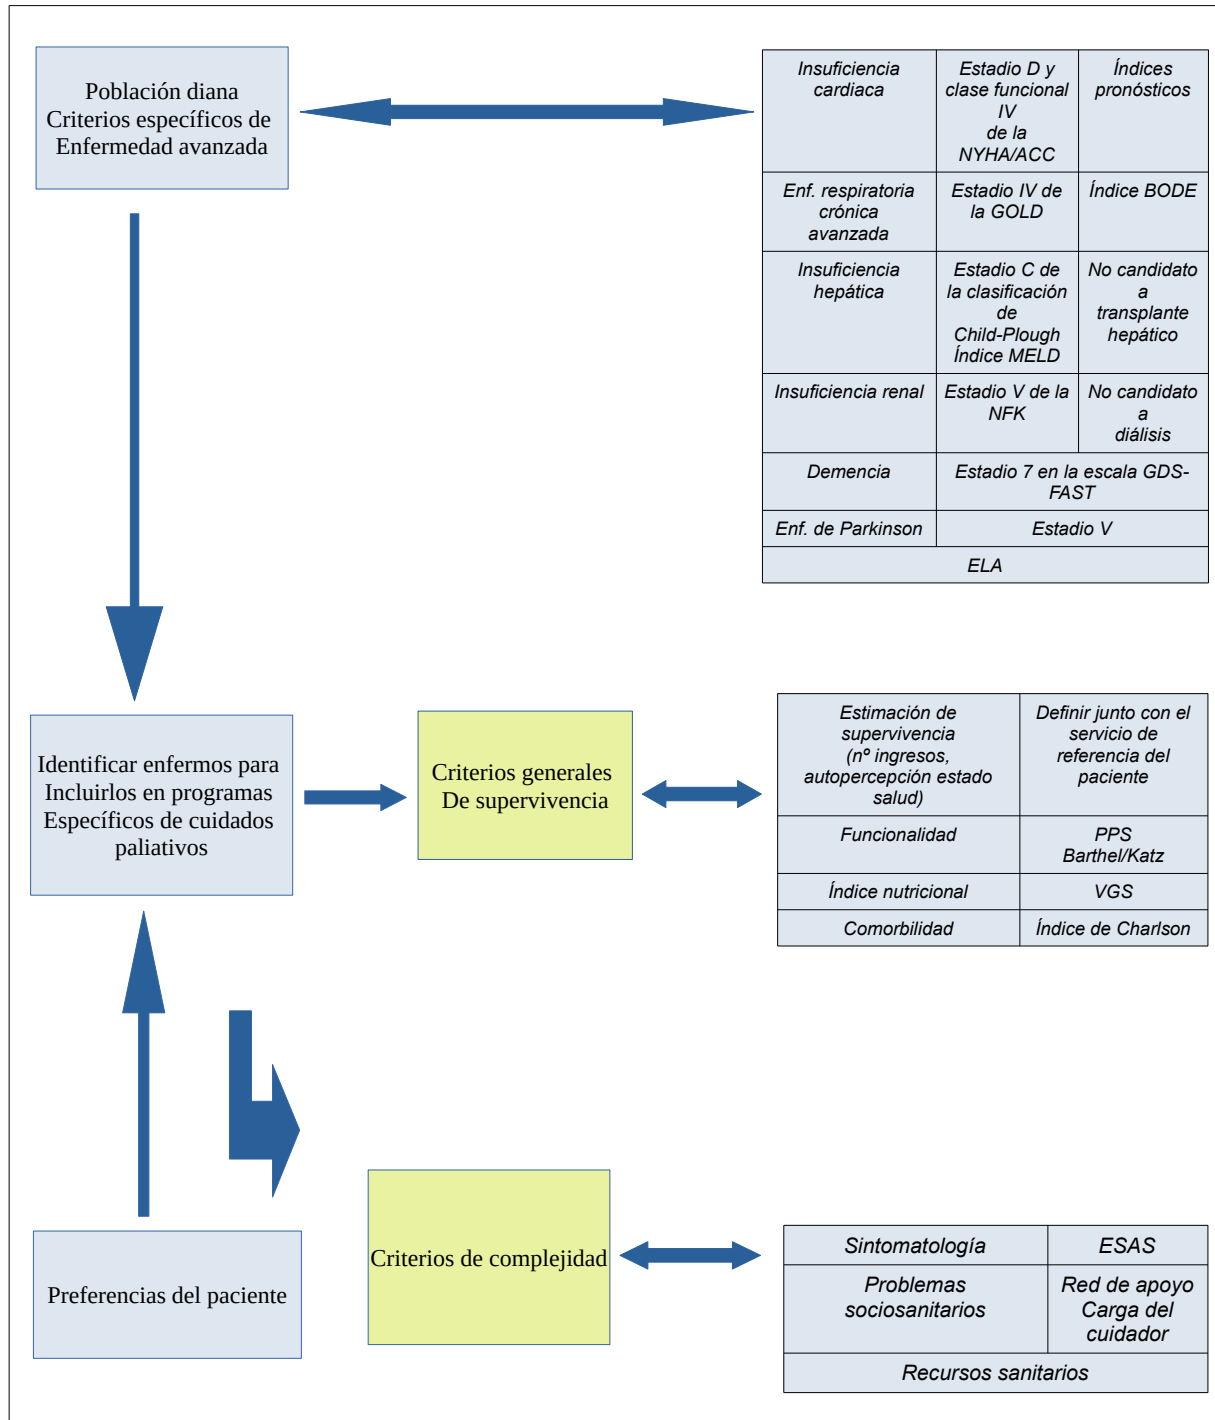 Población diana
Criterios específicos de
Enfermedad avanzada
Insuficiencia
cardiaca
Estadio D y
clase funcional
IV
de la
NYHA/ACC
Índices
pronósticos
Enf. respiratoria
crónica
avanzada
Estadio IV de
la GOLD
Índice BODE
Insuficiencia
hepática
Estadio C de
la clasificación
de
Child-Plough
Índice MELD
No candidato
a
transplante
hepático
Insuficiencia renal
Estadio V de la
NFK
No candidato
a
diálisis
Demencia
Estadio 7 en la escala GDS-
FAST
Enf. de Parkinson
Estadio V
ELA
Identificar enfermos para
Incluirlos en programas
Específicos de cuidados
paliativos
Criterios generales
De supervivencia
Estimación de
supervivencia
(nº ingresos,
autopercepción estado
salud)
Definir junto con el
servicio de
referencia del
paciente
Funcionalidad
PPS
Barthel/Katz
Índice nutricional
VGS
Comorbilidad
Índice de Charlson
Preferencias del paciente
Criterios de complejidad
Sintomatología
ESAS
Problemas
sociosanitarios
Red de apoyo
Carga del
cuidador
Recursos sanitarios